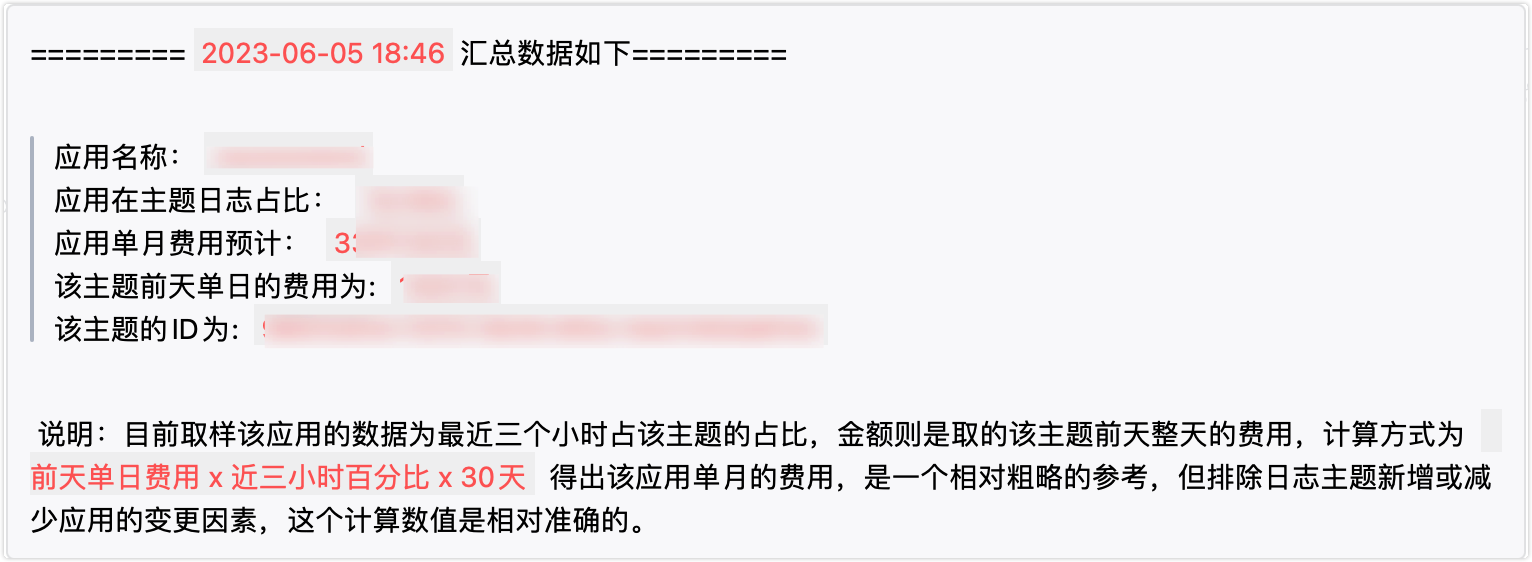 ========= 2023-06-05 18:46 汇总数据如下=========
应用名称：
应用在主题日志占比：
应用单月费用预计：
该主题前天单日的费用为:
该主题的ID为:
说明：目前取样该应用的数据为最近三个小时占该主题的占比，金额则是取的该主题前天整天的费用，计算方式为
前天单日费用 x 近三小时百分比 x 30天 得出该应用单月的费用，是一个相对粗略的参考，但排除日志主题新增或减
少应用的变更因素，这个计算数值是相对准确的。